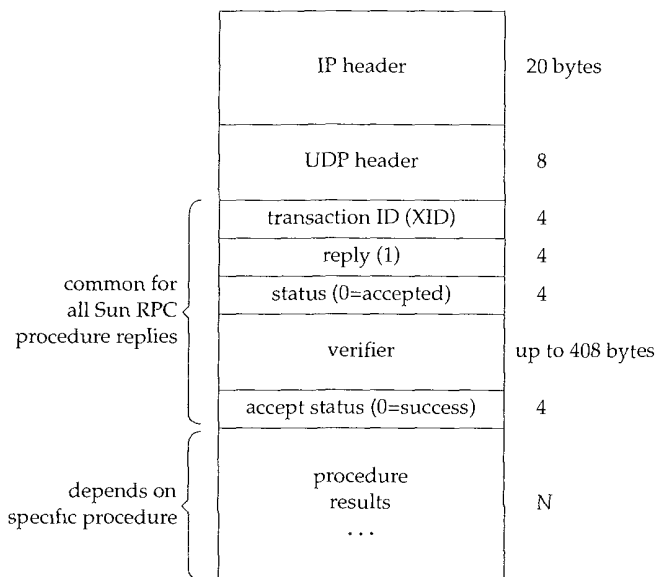 IP header 20 bytes
UDP header 8
transaction ID (XID) 4
reply (1) 4
status (0=accepted) 4
common for
all Sun RPC
procedure replies
verifier up to 408 bytes
accept status (0=success) 4
depends on
specific procedure
procedure
results
. . .
N